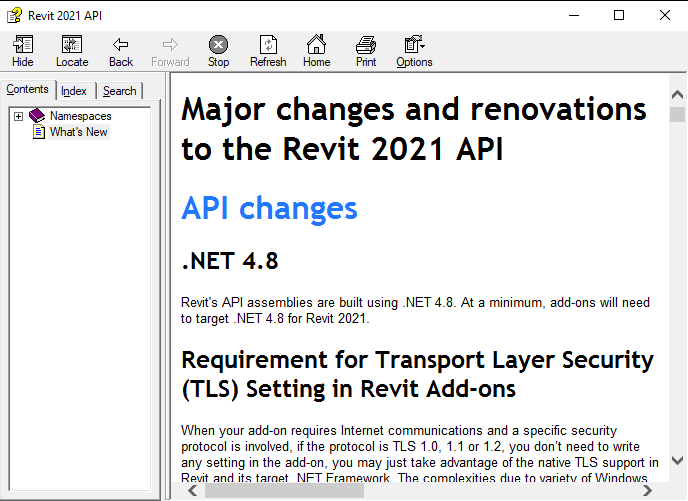 Revit 2021 API
Hide Locate Back Forward Stop Refresh Home Print Options
Contents Index Search
Namespaces
What's New
Major changes and renovations
to the Revit 2021 API
API changes
.NET 4.8
Revit's API assemblies are built using .NET 4.8. At a minimum, add-ons will need
to target .NET 4.8 for Revit 2021.
Requirement for Transport Layer Security
(TLS) Setting in Revit Add-ons
When your add-on requires Internet communications and a specific security
protocol is involved, if the protocol is TLS 1.0, 1.1 or 1.2, you don't need to write
any setting in the add-on, you may just take advantage of the native TLS support in
Revit and its target .NET Framework. The complexities due to variety of Windows